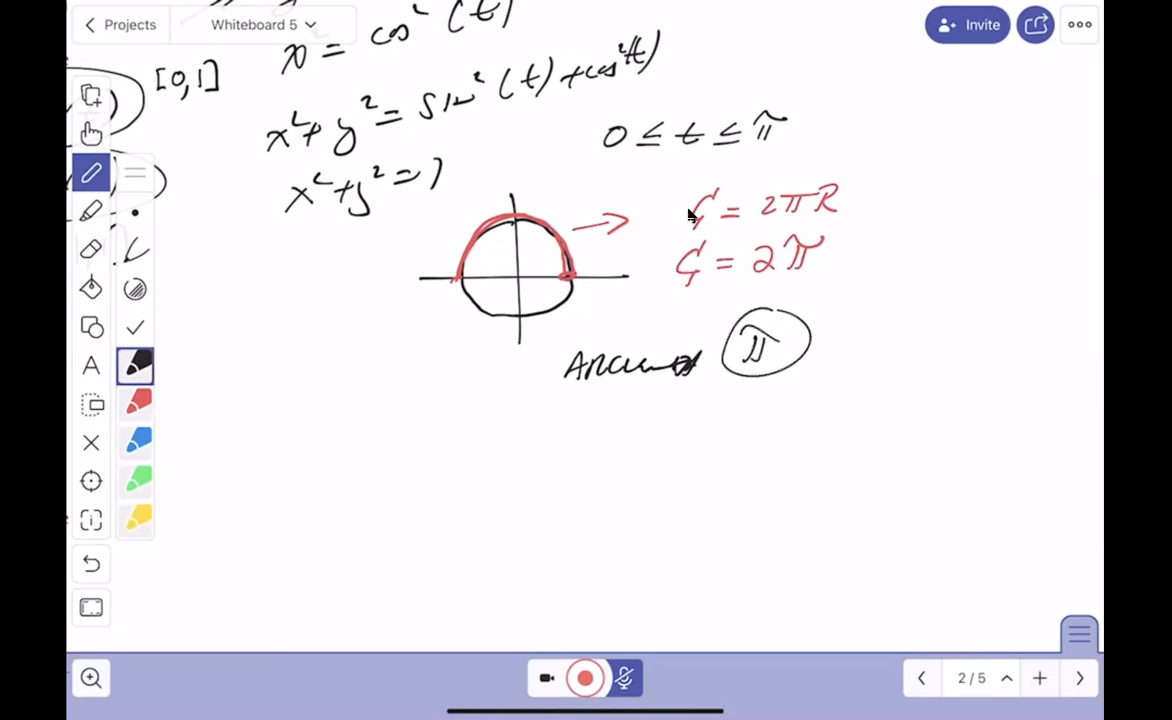 Projects
Whiteboard 5
Invite
x² = cos²(t)
[0,1]
x² + y² = sin²(t) + cos²(t)
0 ≤ t ≤ π
x² + y² = 1
Ç = 2πR
Ç = 2π
π
A
2/5